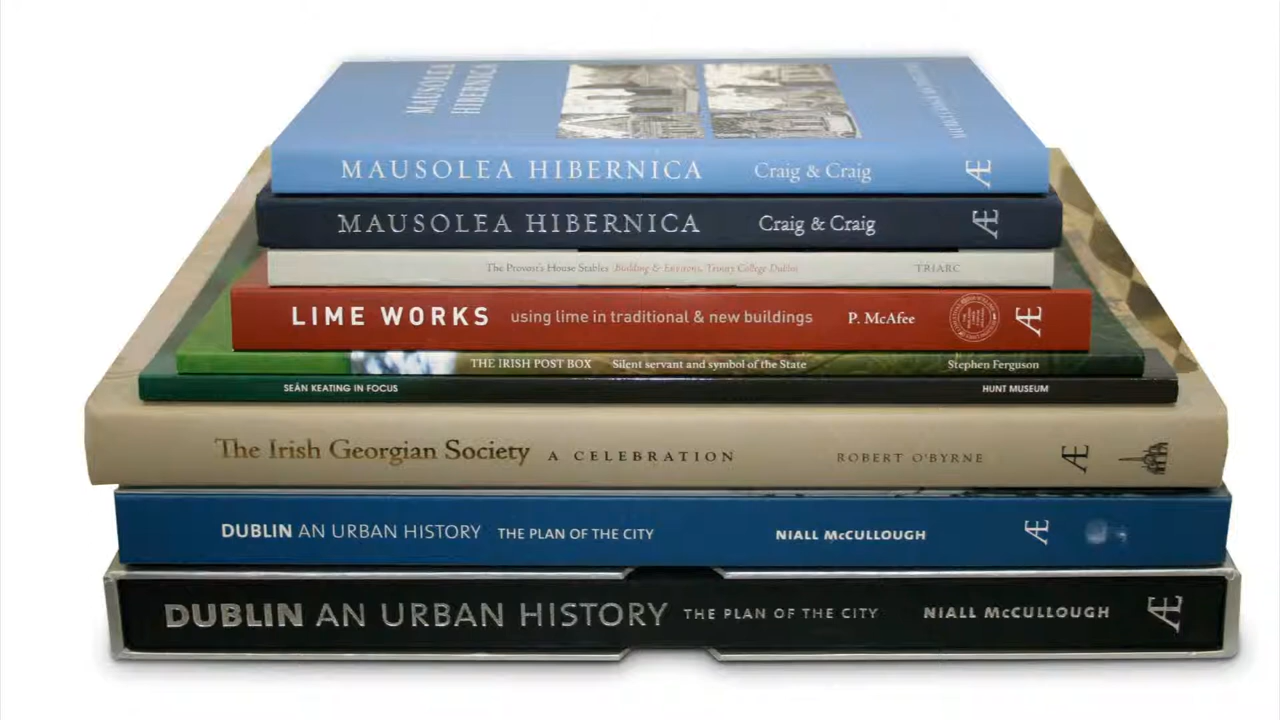 MAUSOLEA
HIBERNICA
MAUSOLEA HIBERNICA Craig & Craig Æ
MAUSOLEA HIBERNICA Craig & Craig Æ
The Provost's House Stables Building & Environs, Trinity College Dublin TRIARC
LIME WORKS using lime in traditional & new buildings P. McAfee Æ
THE IRISH POST BOX Silent servant and symbol of the State Stephen Ferguson
SEÁN KEATING IN FOCUS HUNT MUSEUM
The Irish Georgian Society A CELEBRATION ROBERT O'BYRNE Æ
DUBLIN AN URBAN HISTORY THE PLAN OF THE CITY NIALL McCULLOUGH Æ
DUBLIN AN URBAN HISTORY THE PLAN OF THE CITY NIALL McCULLOUGH Æ